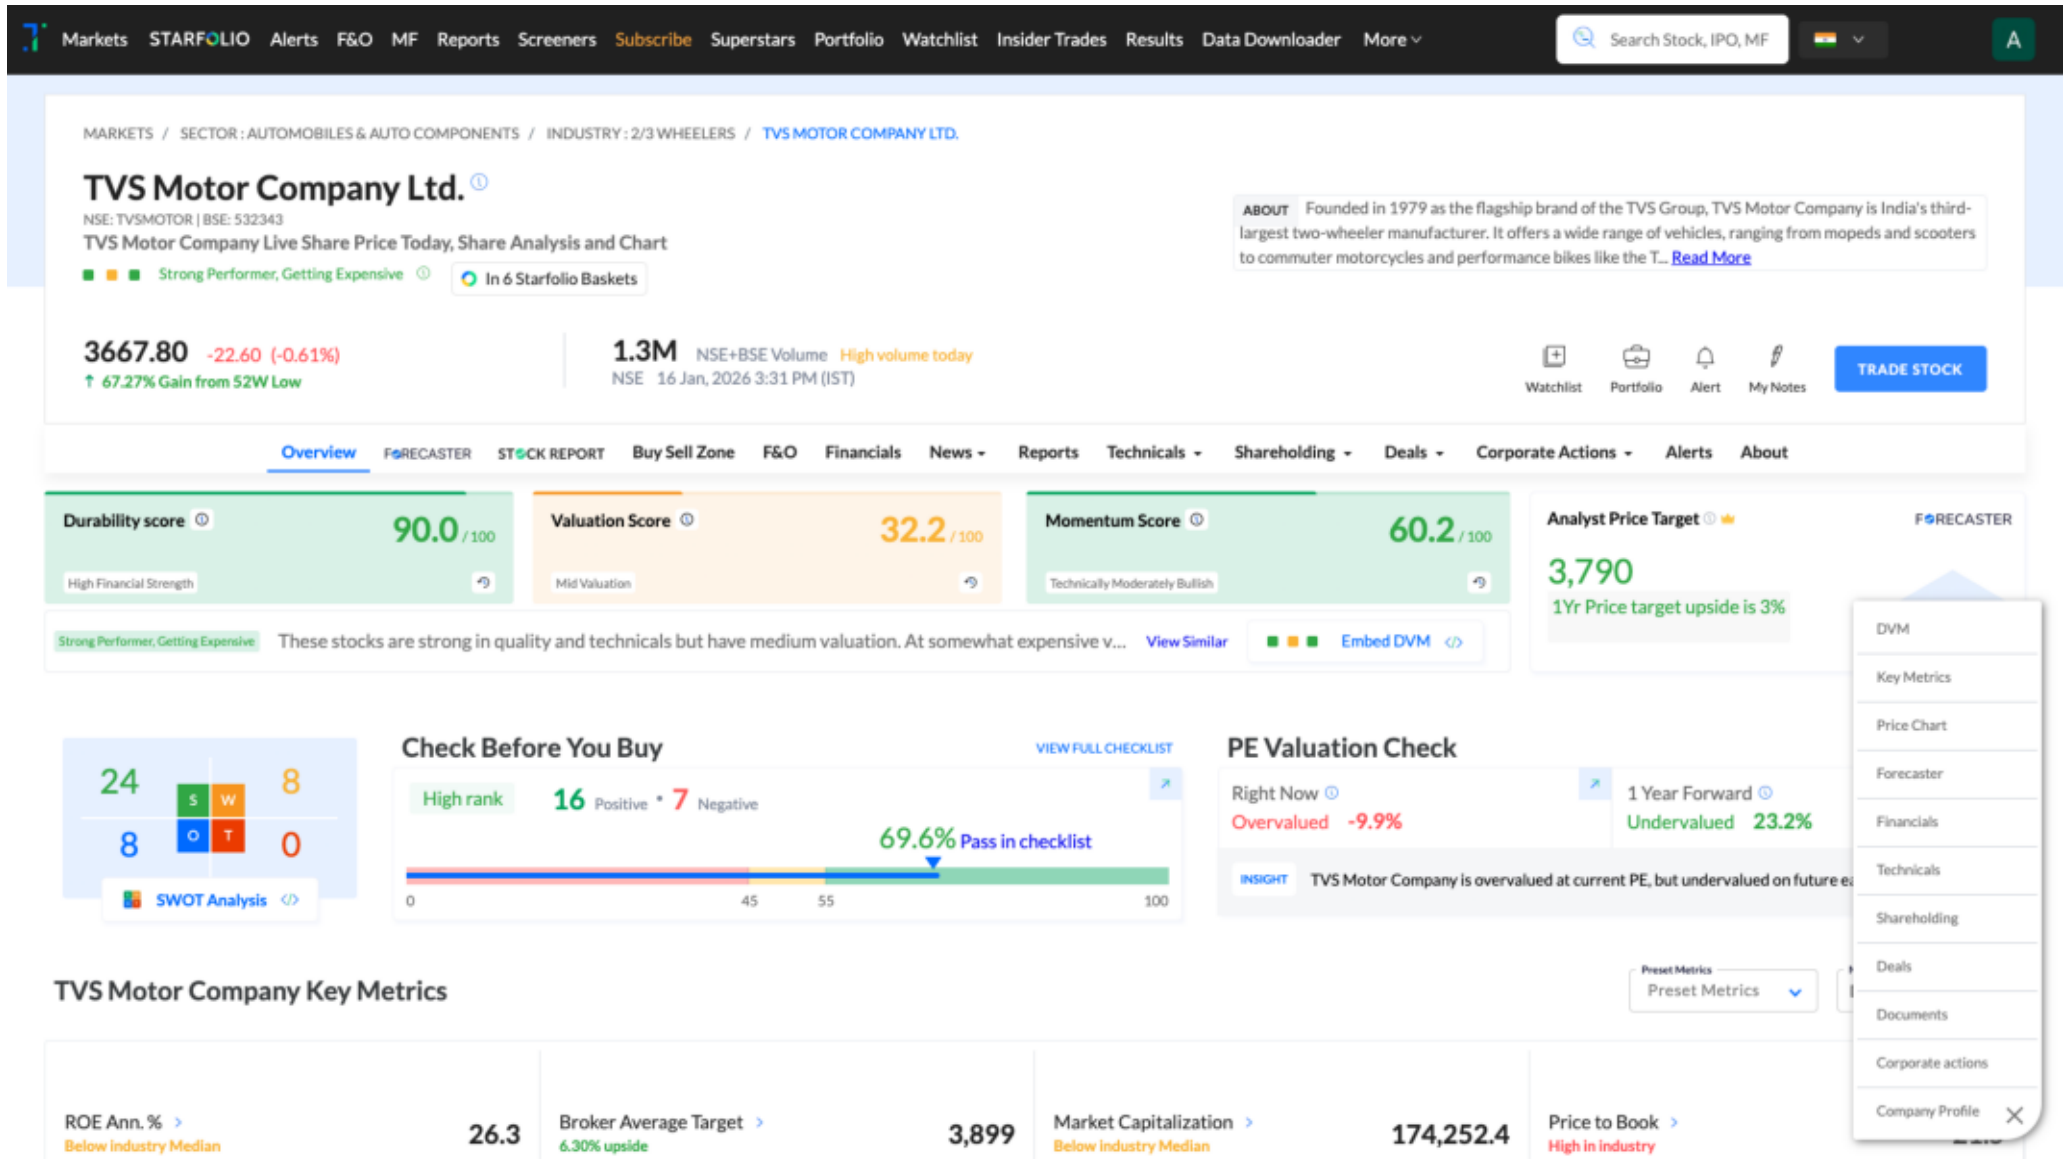 Markets STARFOLIO Alerts F&O MF Reports Screeners Subscribe Superstars Portfolio Watchlist Insider Trades Results Data Downloader More Search Stock, IPO, MF A
MARKETS / SECTOR : AUTOMOBILES & AUTO COMPONENTS / INDUSTRY : 2/3 WHEELERS / TVS MOTOR COMPANY LTD.
TVS Motor Company Ltd.
NSE: TVSMOTOR | BSE: 532343
TVS Motor Company Live Share Price Today, Share Analysis and Chart
Strong Performer, Getting Expensive In 6 Starfolio Baskets
ABOUT Founded in 1979 as the flagship brand of the TVS Group, TVS Motor Company is India's third-
largest two-wheeler manufacturer. It offers a wide range of vehicles, ranging from mopeds and scooters
to commuter motorcycles and performance bikes like the T... Read More
3667.80 -22.60 (-0.61%)
↑ 67.27% Gain from 52W Low
1.3M NSE+BSE Volume High volume today
NSE 16 Jan, 2026 3:31 PM (IST)
Watchlist Portfolio Alert My Notes TRADE STOCK
Overview FORECASTER STOCK REPORT Buy Sell Zone F&O Financials News Reports Technicals Shareholding Deals Corporate Actions Alerts About
Durability score 90.0 / 100
High Financial Strength
Valuation Score 32.2 / 100
Mid Valuation
Momentum Score 60.2 / 100
Technically Moderately Bullish
Analyst Price Target FORECASTER
3,790
1Yr Price target upside is 3%
Strong Performer, Getting Expensive These stocks are strong in quality and technicals but have medium valuation. At somewhat expensive v... View Similar Embed DVM </>
24 8
S W
O T
8 0
SWOT Analysis </>
Check Before You Buy VIEW FULL CHECKLIST
High rank 16 Positive • 7 Negative
69.6% Pass in checklist
0 45 55 100
PE Valuation Check
Right Now
Overvalued -9.9%
1 Year Forward
Undervalued 23.2%
INSIGHT TVS Motor Company is overvalued at current PE, but undervalued on future
DVM
Key Metrics
Price Chart
Forecaster
Financials
Technicals
Shareholding
Deals
Documents
Corporate actions
Company Profile
TVS Motor Company Key Metrics
Preset Metrics
Preset Metrics
ROE Ann. % 26.3
Below industry Median
Broker Average Target 3,899
6.30% upside
Market Capitalization 174,252.4
Below industry Median
Price to Book
High in industry